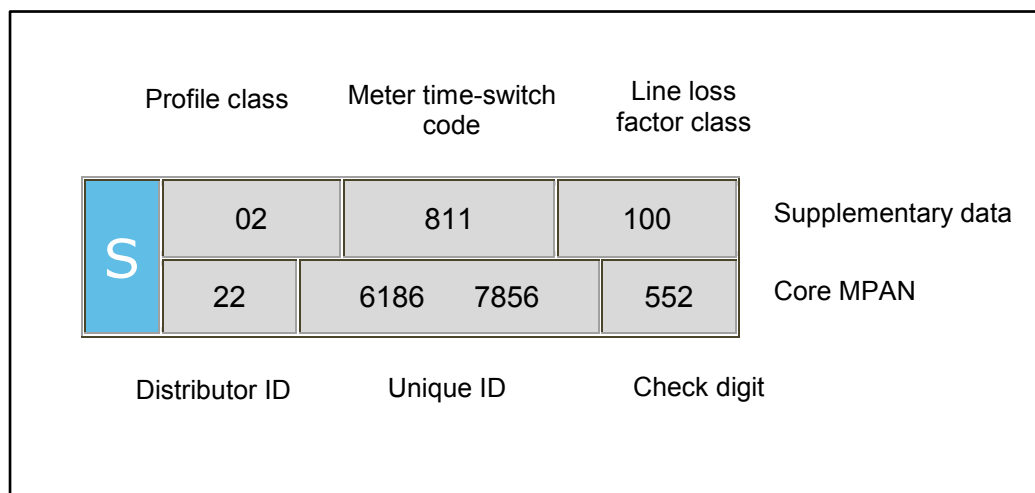 Profile class
Meter time-switch
code
Line loss
factor class
S
02 811 100
Supplementary data
22 6186 7856 552
Core MPAN
Distributor ID Unique ID Check digit